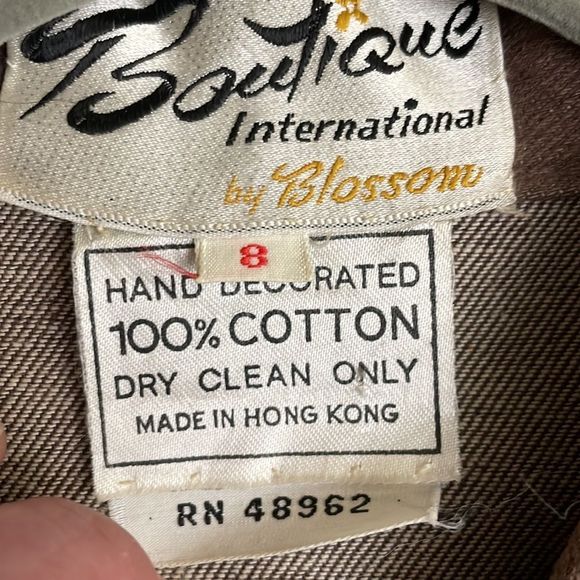 Boutique
International
by Blossom
8
HAND DECORATED
100% COTTON
DRY CLEAN ONLY
MADE IN HONG KONG
RN 48962